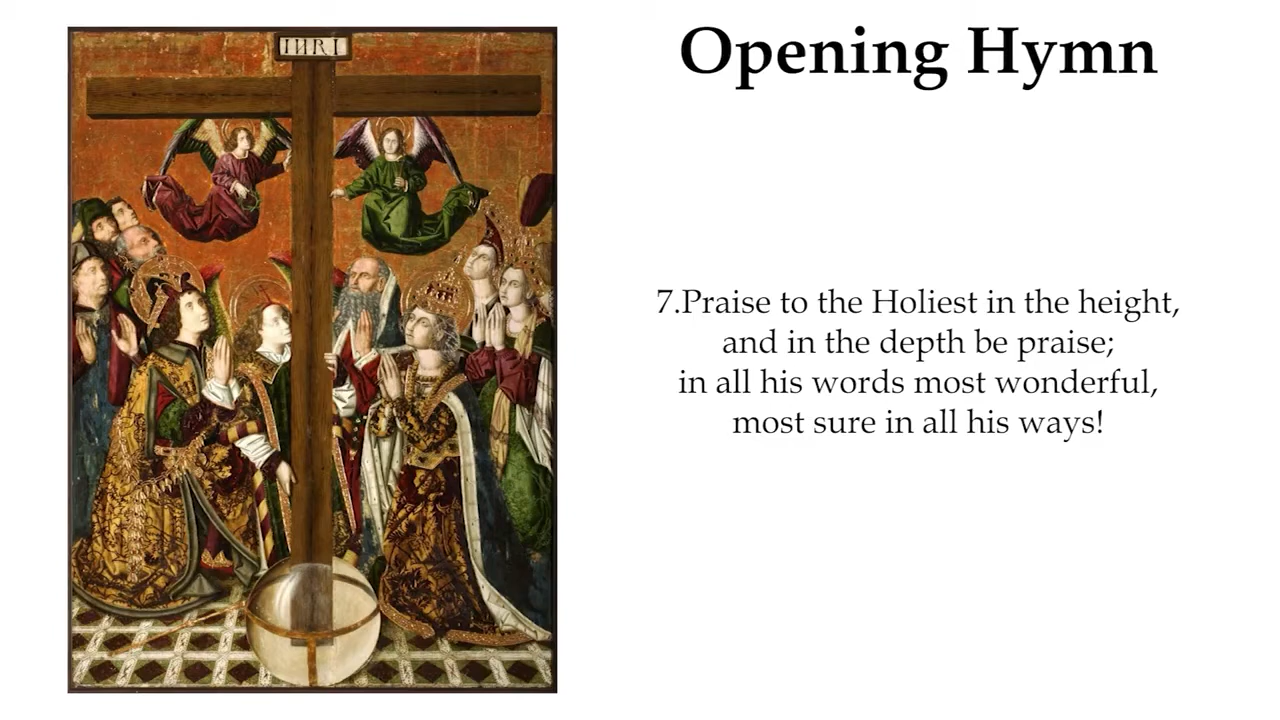 INRI
Opening Hymn
7.Praise to the Holiest in the height,
and in the depth be praise;
in all his words most wonderful,
most sure in all his ways!